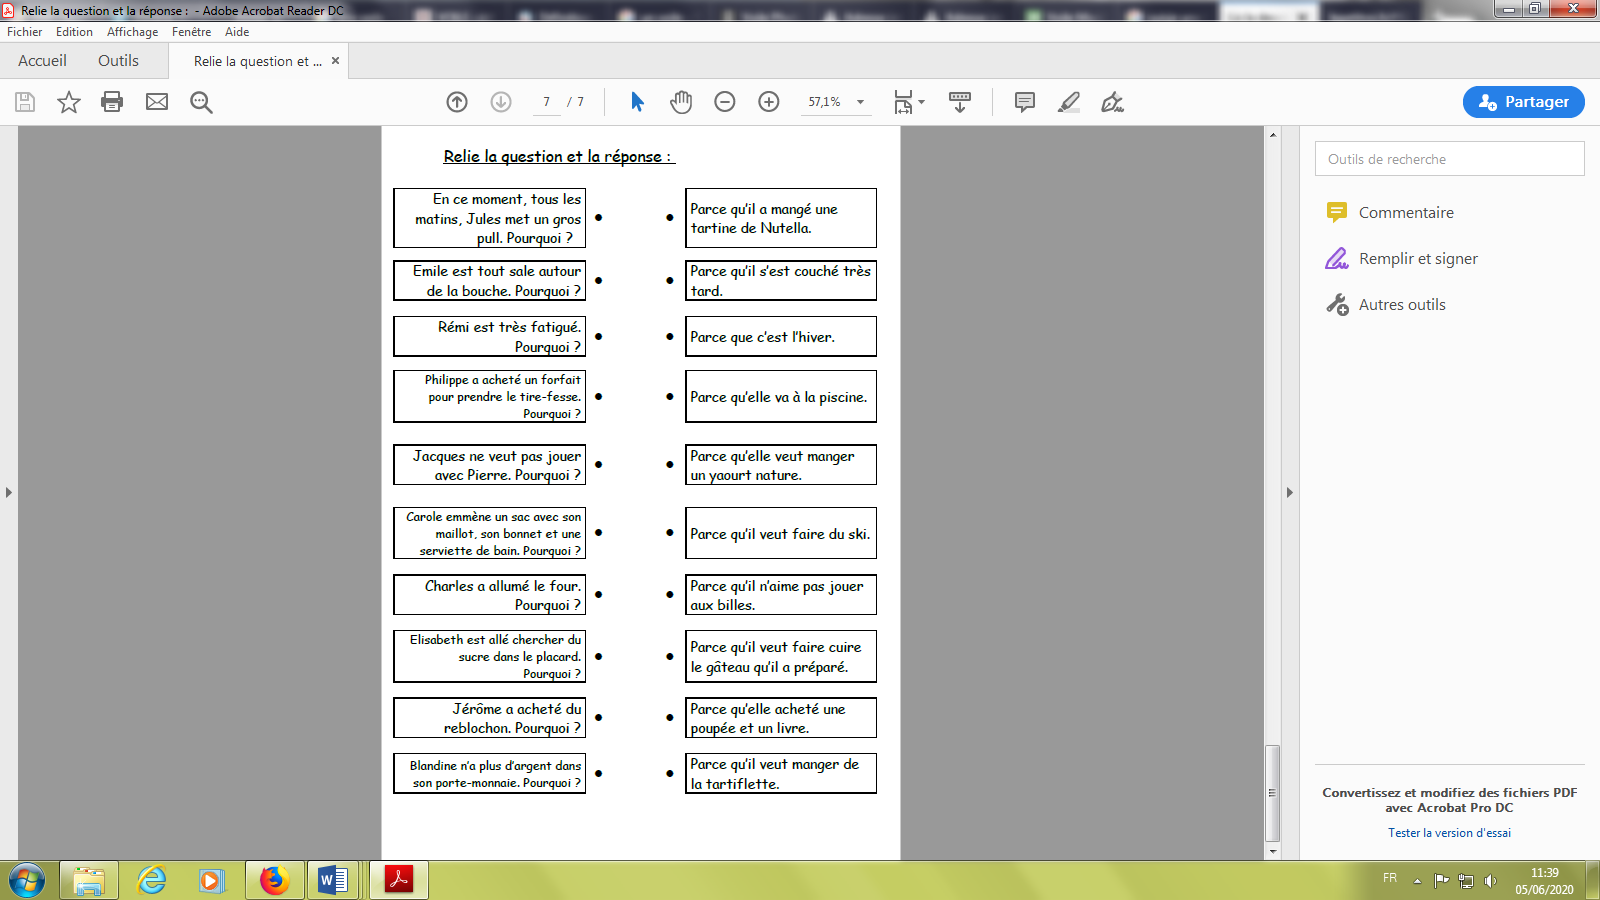 Relie la question et la réponse :  - Adobe Acrobat Reader DC
Fichier Edition Affichage Fenêtre Aide
Accueil Outils Relie la question et ... ×
7 / 7 57,1% Partager
Relie la question et la réponse :
En ce moment, tous les
matins, Jules met un gros
pull. Pourquoi ?
Parce qu'il a mangé une
tartine de Nutella.
Emile est tout sale autour
de la bouche. Pourquoi ?
Parce qu'il s'est couché très
tard.
Rémi est très fatigué.
Pourquoi ?
Parce que c'est l'hiver.
Philippe a acheté un forfait
pour prendre le tire-fesse.
Pourquoi ?
Parce qu'elle va à la piscine.
Jacques ne veut pas jouer
avec Pierre. Pourquoi ?
Parce qu'elle veut manger
un yaourt nature.
Carole emmène un sac avec son
maillot, son bonnet et une
serviette de bain. Pourquoi ?
Parce qu'il veut faire du ski.
Charles a allumé le four.
Pourquoi ?
Parce qu'il n'aime pas jouer
aux billes.
Elisabeth est allé chercher du
sucre dans le placard.
Pourquoi ?
Parce qu'il veut faire cuire
le gâteau qu'il a préparé.
Jérôme a acheté du
reblochon. Pourquoi ?
Parce qu'elle acheté une
poupée et un livre.
Blandine n'a plus d'argent dans
son porte-monnaie. Pourquoi ?
Parce qu'il veut manger de
la tartiflette.
Outils de recherche
Commentaire
Remplir et signer
Autres outils
Convertissez et modifiez des fichiers PDF
avec Acrobat Pro DC
Tester la version d'essai
FR
11:39
05/06/2020